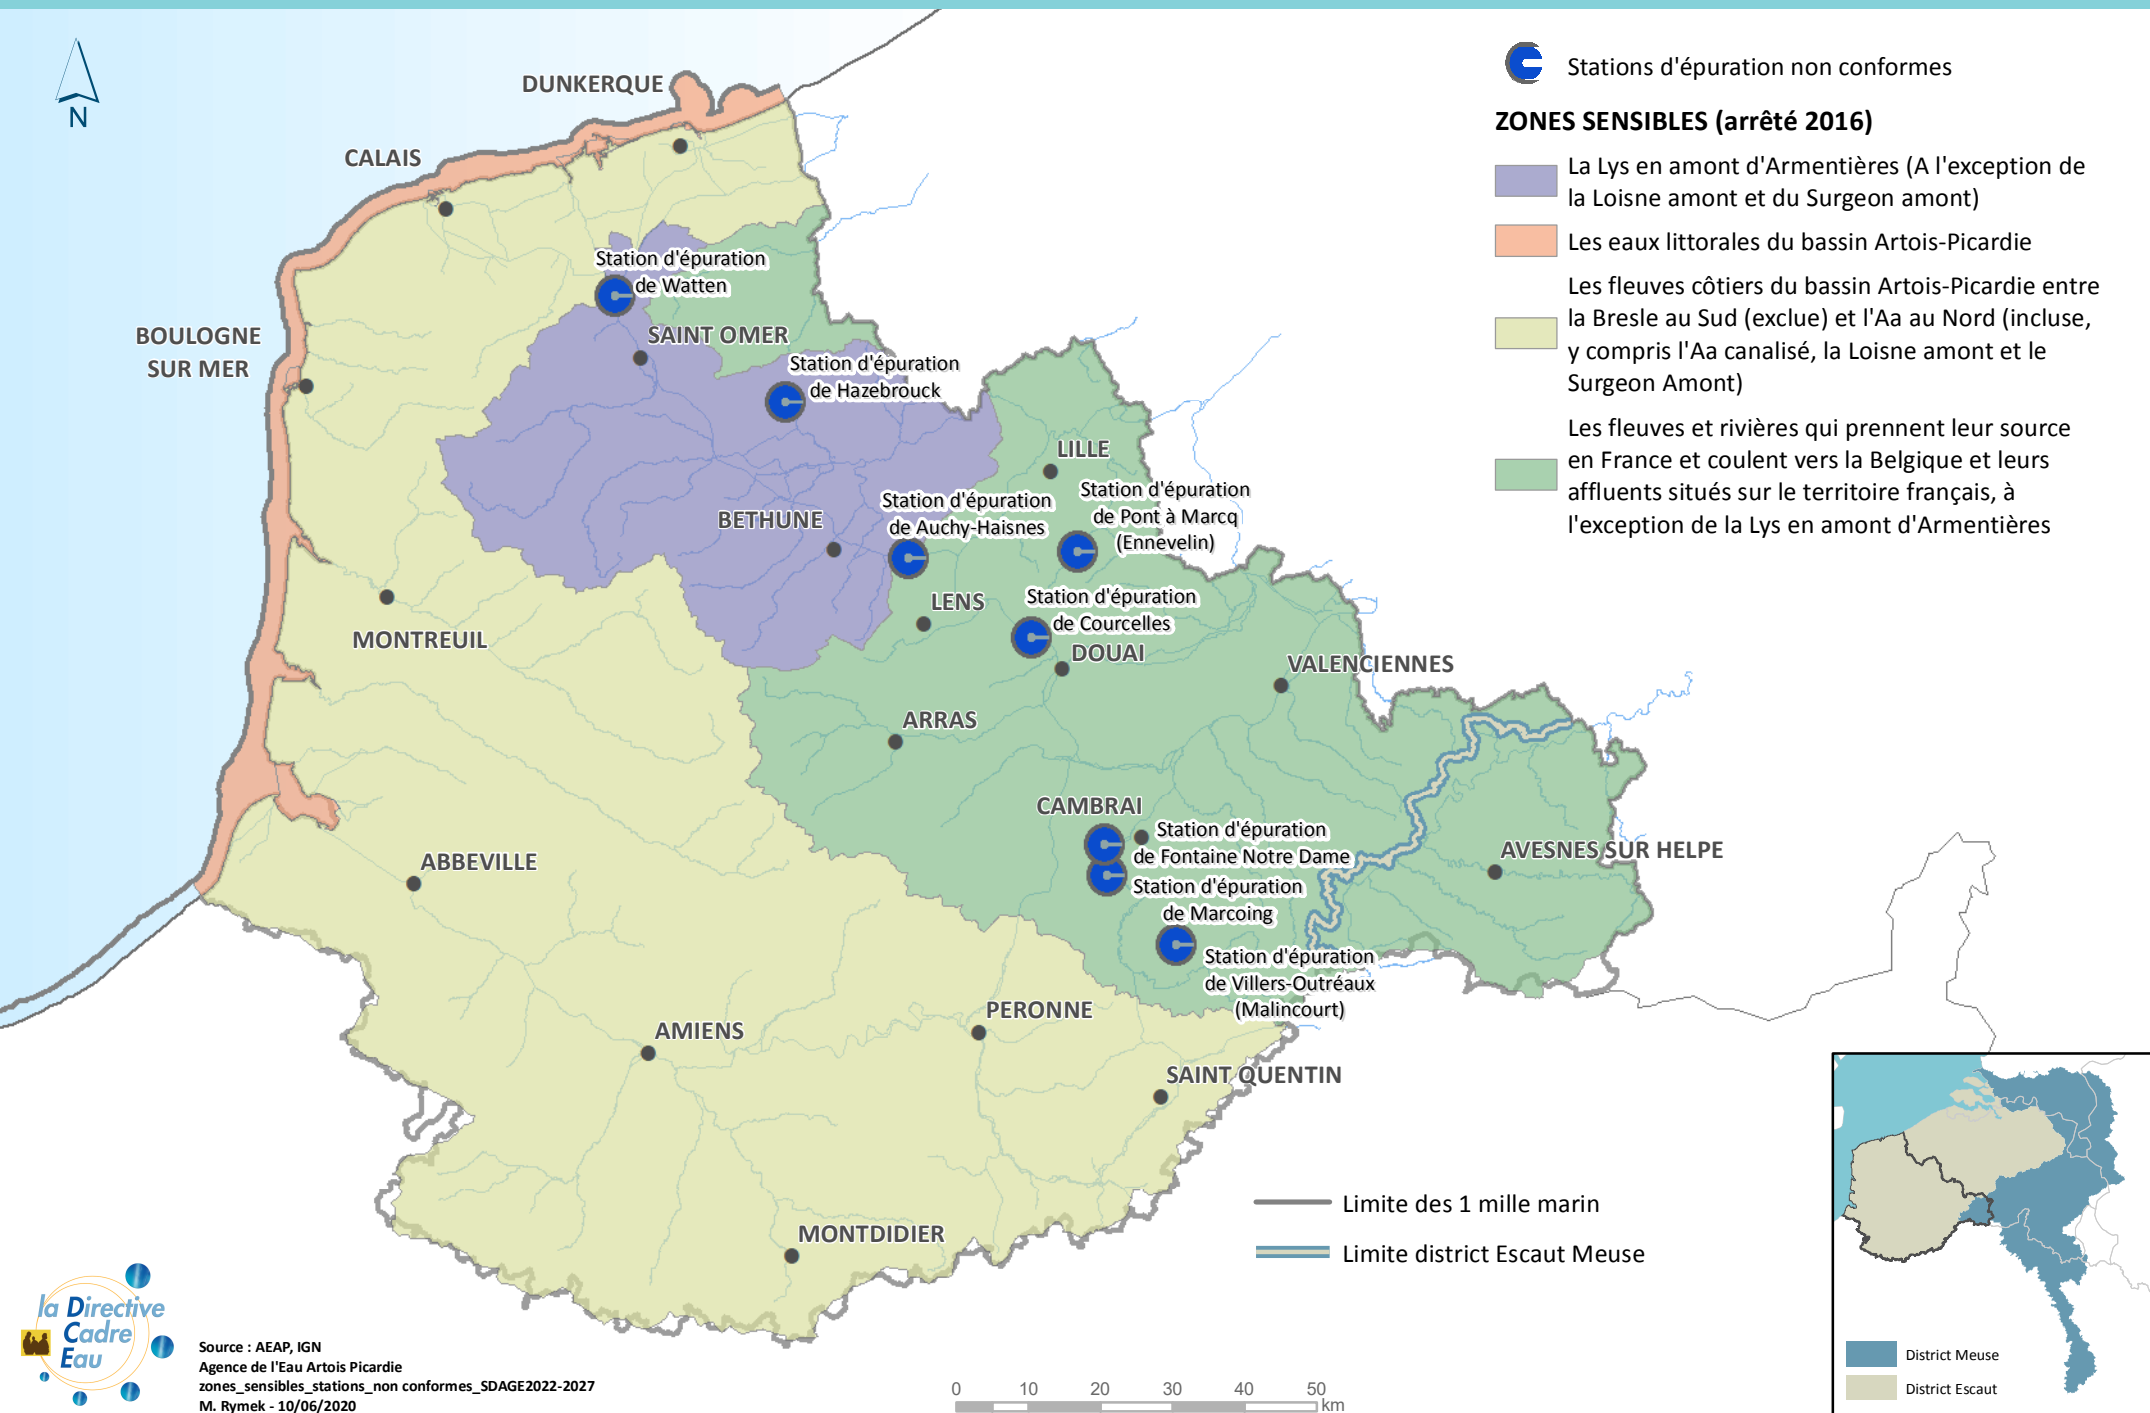 N
DUNKERQUE
CALAIS
BOULOGNE
SUR MER
Station d'épuration
de Watten
SAINT OMER
Station d'épuration
de Hazebrouck
LILLE
Station d'épuration
de Pont à Marcq
(Ennevelin)
Station d'épuration
de Auchy-Haisnes
BETHUNE
LENS
Station d'épuration
de Courcelles
DOUAI
MONTREUIL
VALENCIENNES
ARRAS
CAMBRAI
Station d'épuration
de Fontaine Notre Dame
Station d'épuration
de Marcoing
Station d'épuration
de Villers-Outréaux
(Malincourt)
AVESNES SUR HELPE
ABBEVILLE
AMIENS
PERONNE
SAINT QUENTIN
MONTDIDIER
Stations d'épuration non conformes
ZONES SENSIBLES (arrêté 2016)
La Lys en amont d'Armentières (A l'exception de
la Loisne amont et du Surgeon amont)
Les eaux littorales du bassin Artois-Picardie
Les fleuves côtiers du bassin Artois-Picardie entre
la Bresle au Sud (exclue) et l'Aa au Nord (incluse,
y compris l'Aa canalisé, la Loisne amont et le
Surgeon Amont)
Les fleuves et rivières qui prennent leur source
en France et coulent vers la Belgique et leurs
affluents situés sur le territoire français, à
l'exception de la Lys en amont d'Armentières
Limite des 1 mille marin
Limite district Escaut Meuse
District Meuse
District Escaut
la Directive
Cadre
Eau
Source : AEAP, IGN
Agence de l'Eau Artois Picardie
zones_sensibles_stations_non conformes_SDAGE2022-2027
M. Rymek - 10/06/2020
0 10 20 30 40 50
km